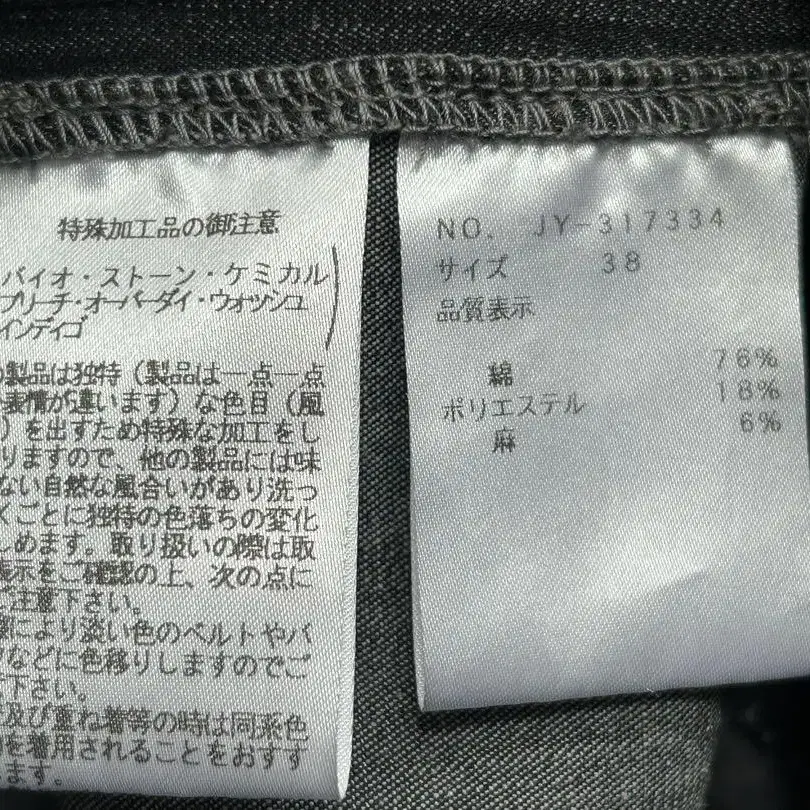 特殊加工品の御注意
バイオ・ストーン・ケミカル
ブリーチ・オーバーダイ・ウォッシュ
インディゴ
製品は独特（製品は一点一点
表情が違います）な色目（風
）を出すため特殊な加工をし
りますので、他の製品には味
ない自然な風合いがあり洗っ
くごとに独特の色落ちの変化
しめます。取り扱いの際は取
表示をご確認の上、次の点に
ご注意下さい。
により淡い色のベルトやバ
などに色移りしますのでご
下さい。
及び重ね着等の時は同系色
を着用されることをおすす
ます。
NO. JY-317334
サイズ 38
品質表示
綿 76%
ポリエステル 18%
麻 6%